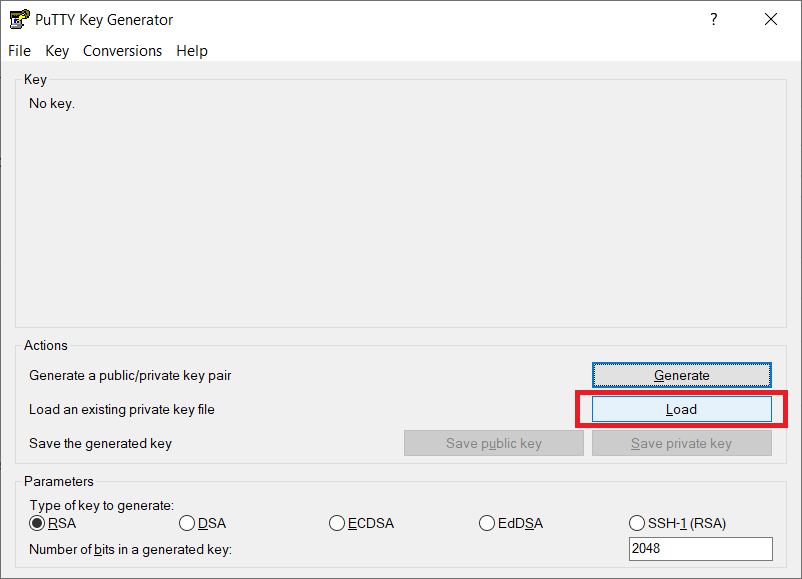 PuTTY Key Generator ?
File Key Conversions Help
Key
No key.
Actions
Generate a public/private key pair Generate
Load an existing private key file Load
Save the generated key Save public key Save private key
Parameters
Type of key to generate:
RSA DSA ECDSA EdDSA SSH-1 (RSA)
Number of bits in a generated key: 2048